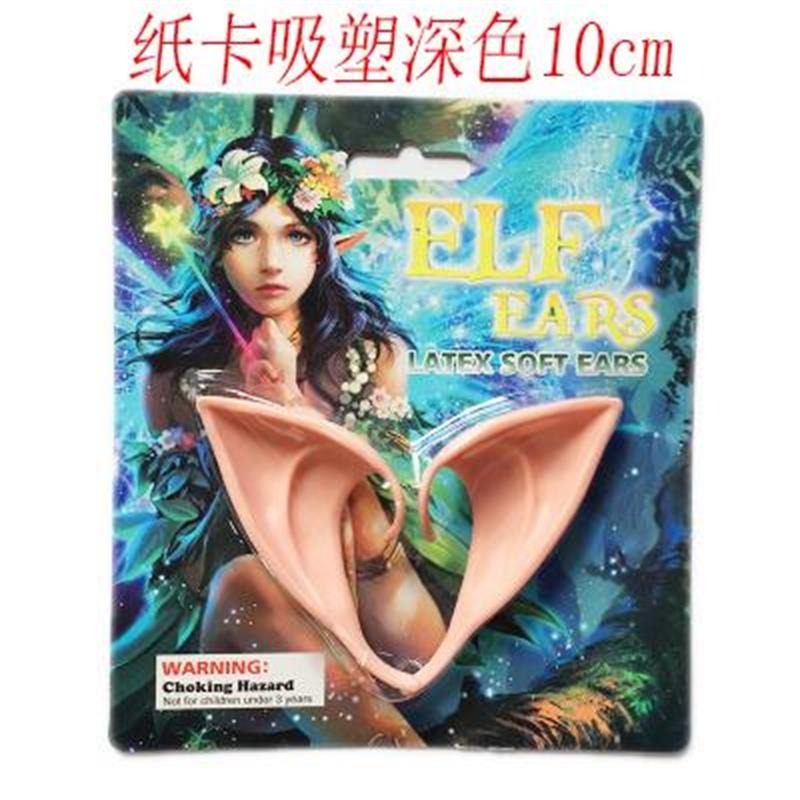 纸卡吸塑深色10cm
ELF
EARS
LATEX SOFT EARS
WARNING:
Choking Hazard
Not for children under 3 years